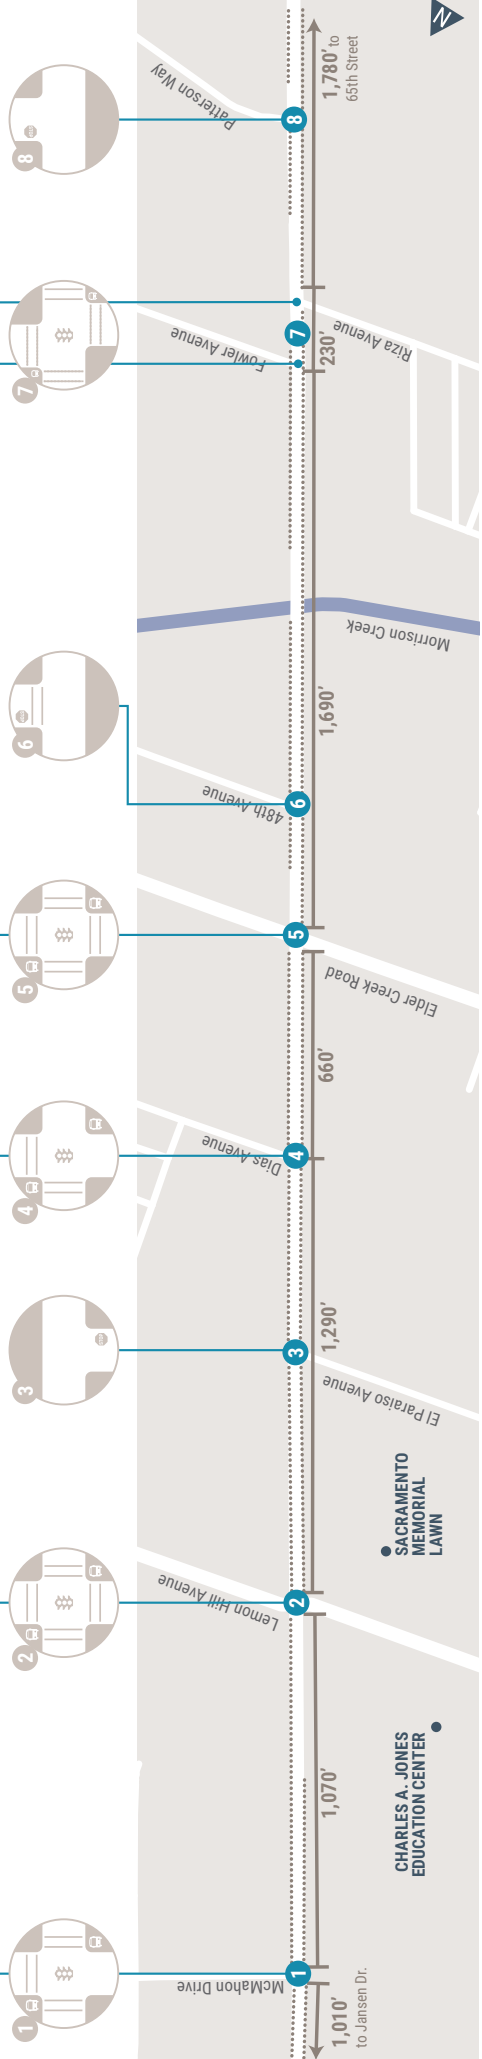 N
1,780' to
65th Street
Patterson Way
8
8
7
7
Fowler Avenue
230'
Riza Avenue
Morrison Creek
6
1,690'
48th Avenue
6
5
5
Elder Creek Road
660'
4
Dias Avenue
4
3
3
1,290'
El Paraiso Avenue
SACRAMENTO
MEMORIAL
LAWN
2
Lemon Hill Avenue
2
CHARLES A. JONES
EDUCATION CENTER
1,070'
1
McMahon Drive
1
1,010'
to Jansen Dr.